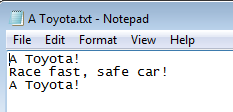 A Toyota.txt - Notepad
File Edit Format View Help
A Toyota!
Race fast, safe car!
A Toyota!